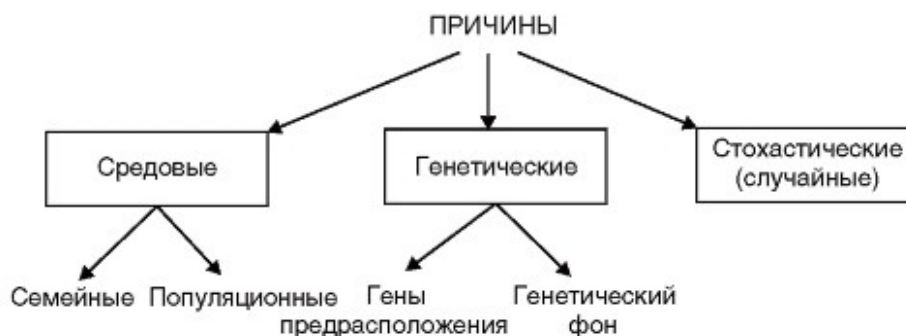 ПРИЧИНЫ
Средовые
Генетические
Стохастические
(случайные)
Семейные
Популяционные
Гены
предрасположения
Генетический
фон